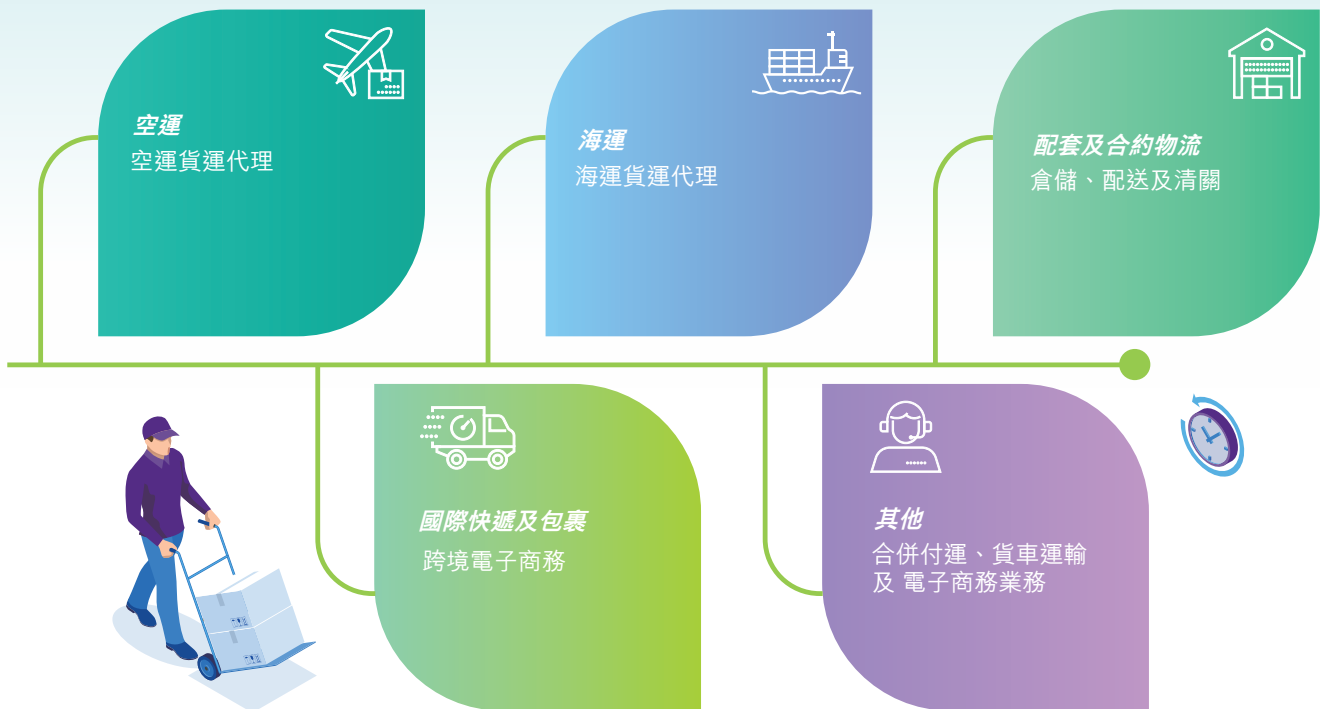 空運
空運貨運代理
海運
海運貨運代理
配套及合約物流
倉儲、配送及清關
國際快遞及包裹
跨境電子商務
其他
合併付運、貨車運輸
及 電子商務業務